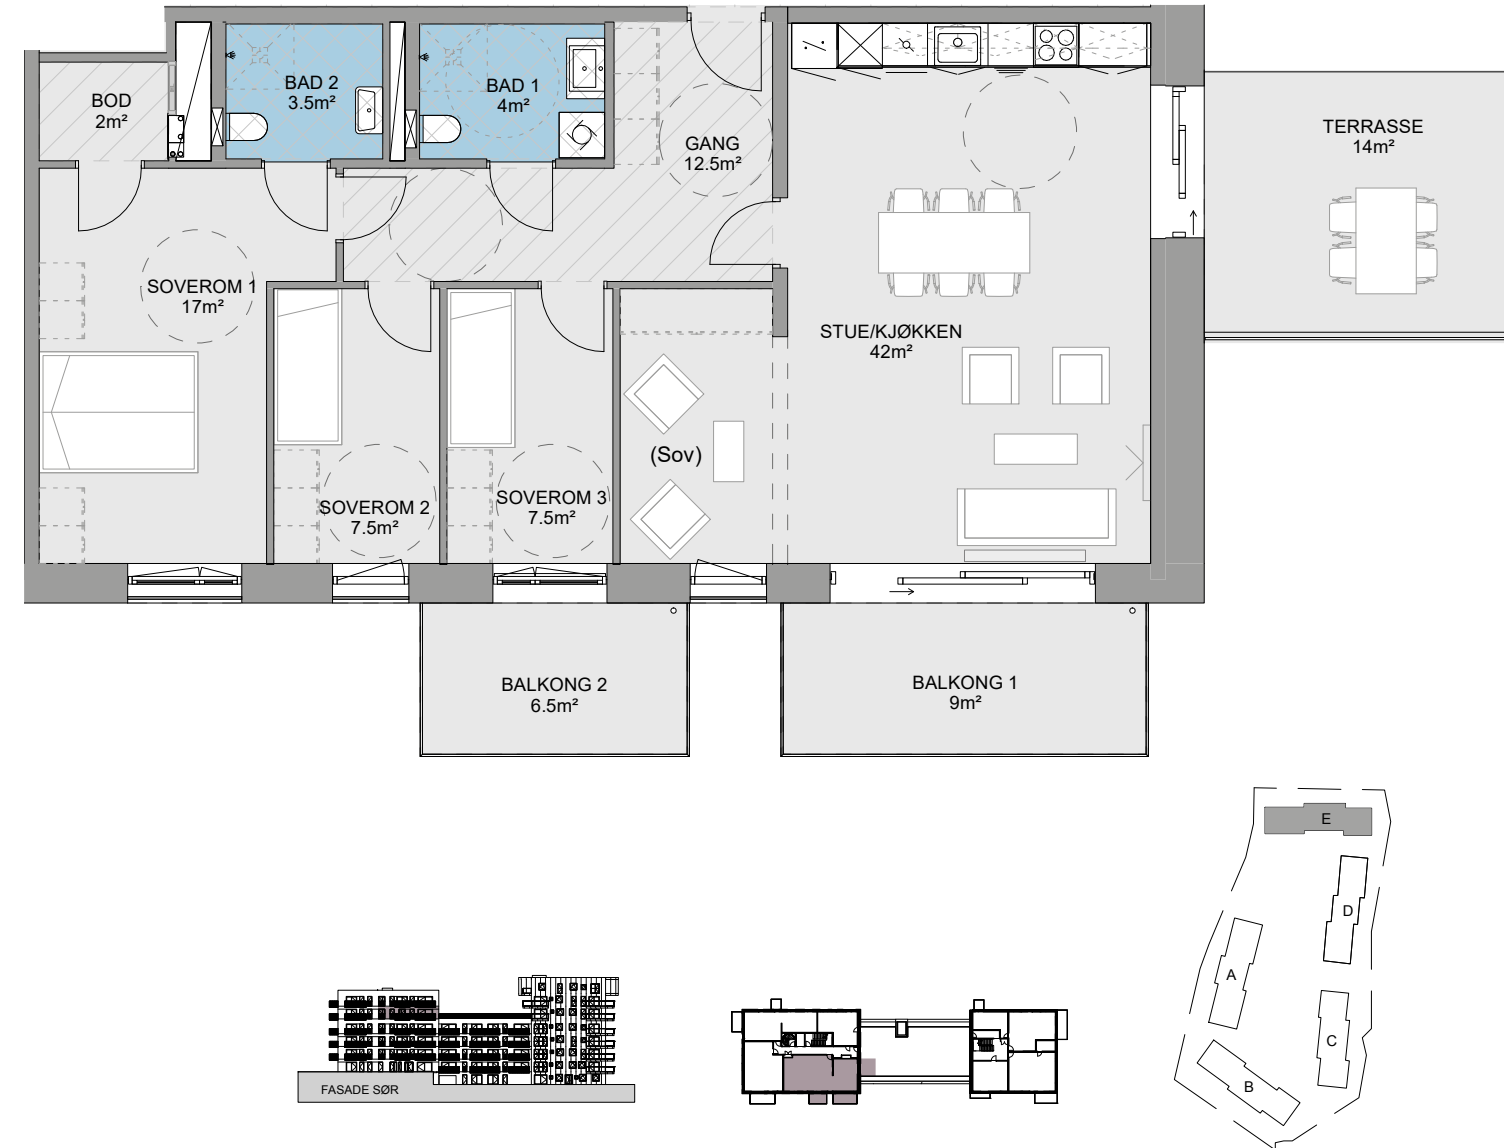 BOD
2m²
BAD 2
3.5m²
BAD 1
4m²
GANG
12.5m²
TERRASSE
14m²
SOVEROM 1
17m²
STUE/KJØKKEN
42m²
(Sov)
SOVEROM 2
7.5m²
SOVEROM 3
7.5m²
BALKONG 2
6.5m²
BALKONG 1
9m²
E
D
A
C
B
FASADE SØR